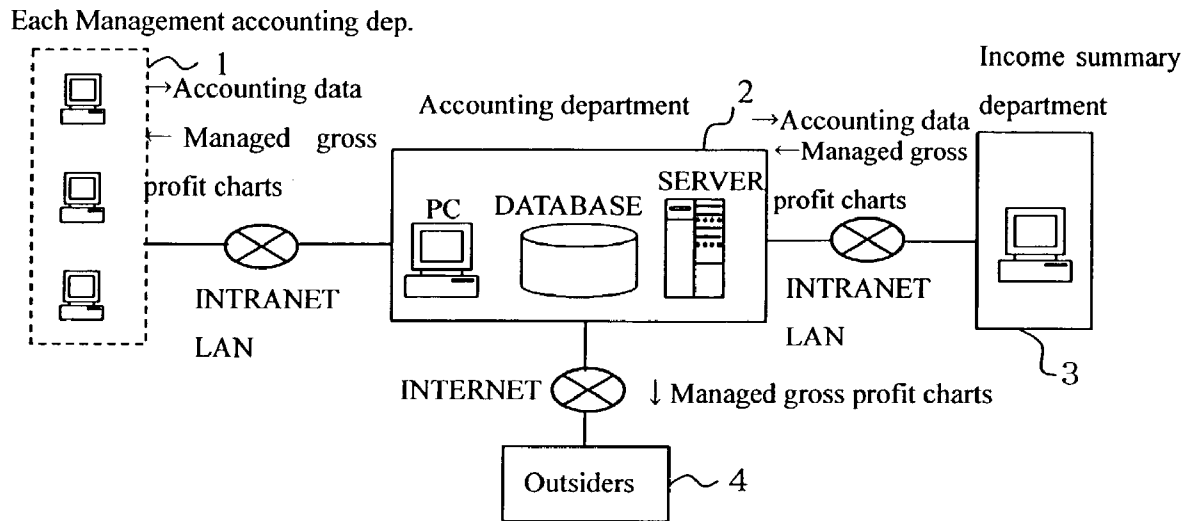 Each Management accounting dep.
1
→Accounting data
← Managed gross
profit charts
INTRANET
LAN
Accounting department
2
PC
DATABASE
SERVER
→Accounting data
←Managed gross
profit charts
INTRANET
LAN
Income summary
department
3
INTERNET
↓ Managed gross profit charts
Outsiders
4